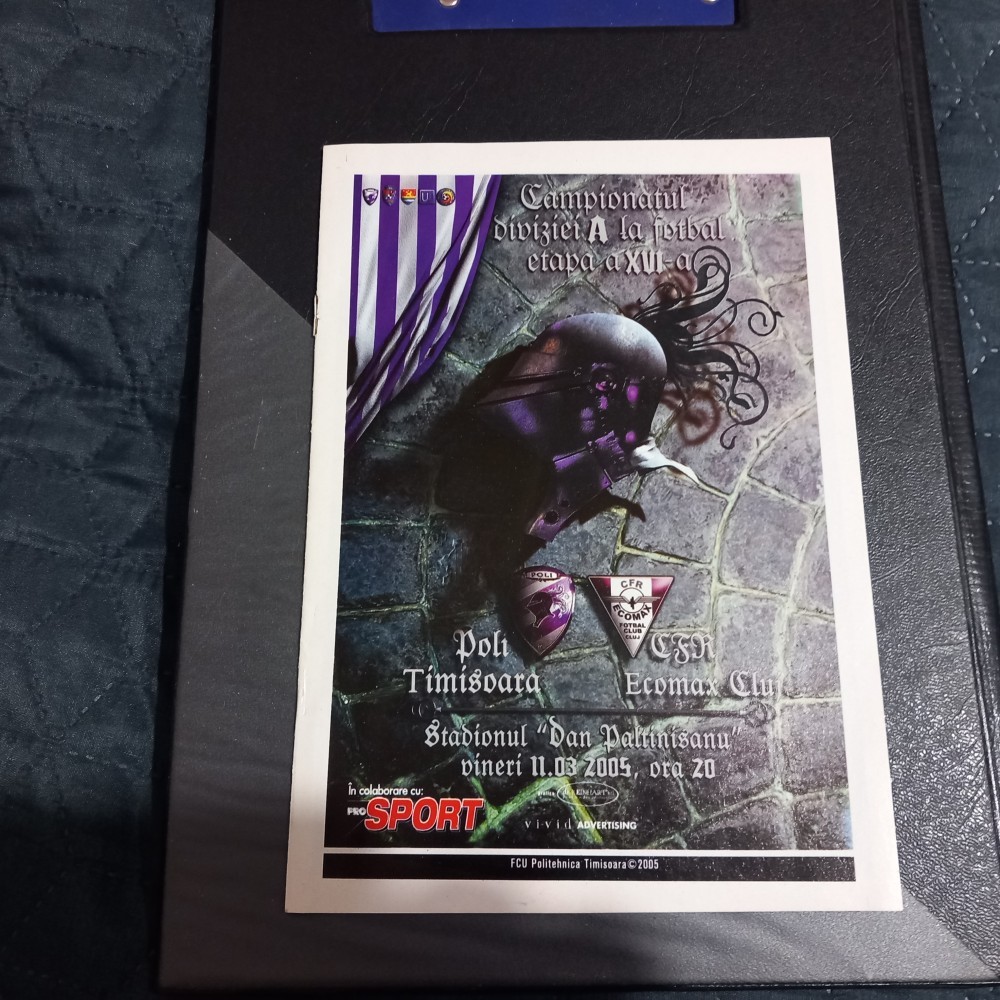 Campionatul
diviziei A la fotbal
etapa a XVI-a
POLI
CFR
ECOMAX
FOTBAL
CLUB
CLUJ
Poli
Timisoara
CFR
Ecomax Cluj
Stadionul "Dan Paltinisanu"
vineri 11.03 2005, ora 20
în colaborare cu:
PRO SPORT
vivid ADVERTISING
FCU Politehnica Timisoara©2005